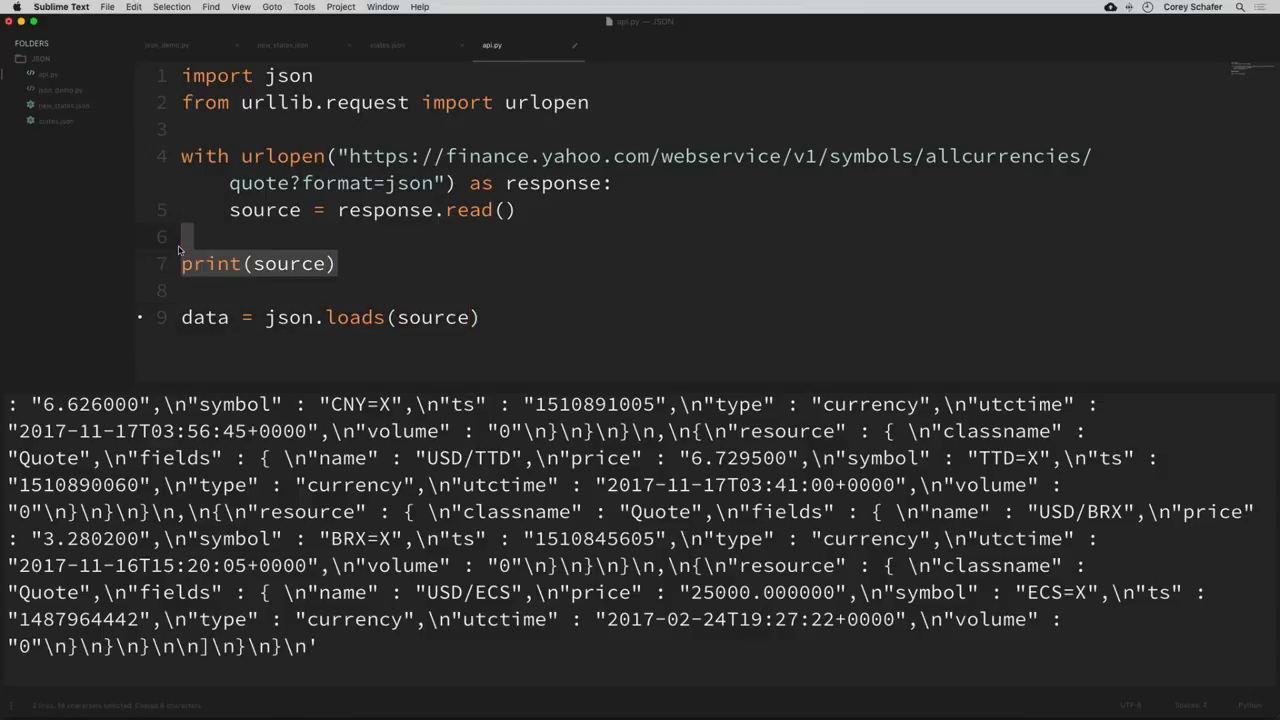 Sublime Text File Edit Selection Find View Goto Tools Project Window Help Corey Schafer
api.py — JSON
FOLDERS
JSON
api.py
json_demo.py
new_states.json
states.json
json_demo.py new_states.json states.json api.py
1 import json
2 from urllib.request import urlopen
3
4 with urlopen("https://finance.yahoo.com/webservice/v1/symbols/allcurrencies/
quote?format=json") as response:
5 source = response.read()
6
7 print(source)
8
9 data = json.loads(source)
: "6.626000",\n"symbol" : "CNY=X",\n"ts" : "1510891005",\n"type" : "currency",\n"utctime" :
"2017-11-17T03:56:45+0000",\n"volume" : "0"\n}\n}\n}\n,\n{\n"resource" : { \n"classname" :
"Quote",\n"fields" : { \n"name" : "USD/TTD",\n"price" : "6.729500",\n"symbol" : "TTD=X",\n"ts" :
"1510890060",\n"type" : "currency",\n"utctime" : "2017-11-17T03:41:00+0000",\n"volume" :
"0"\n}\n}\n}\n,\n{\n"resource" : { \n"classname" : "Quote",\n"fields" : { \n"name" : "USD/BRX",\n"price"
: "3.280200",\n"symbol" : "BRX=X",\n"ts" : "1510845605",\n"type" : "currency",\n"utctime" :
"2017-11-16T15:20:05+0000",\n"volume" : "0"\n}\n}\n}\n,\n{\n"resource" : { \n"classname" :
"Quote",\n"fields" : { \n"name" : "USD/ECS",\n"price" : "25000.000000",\n"symbol" : "ECS=X",\n"ts" :
"1487964442",\n"type" : "currency",\n"utctime" : "2017-02-24T19:27:22+0000",\n"volume" :
"0"\n}\n}\n}\n\n]\n}\n}\n'
2 lines, 14 characters selected
UTF-8 Python